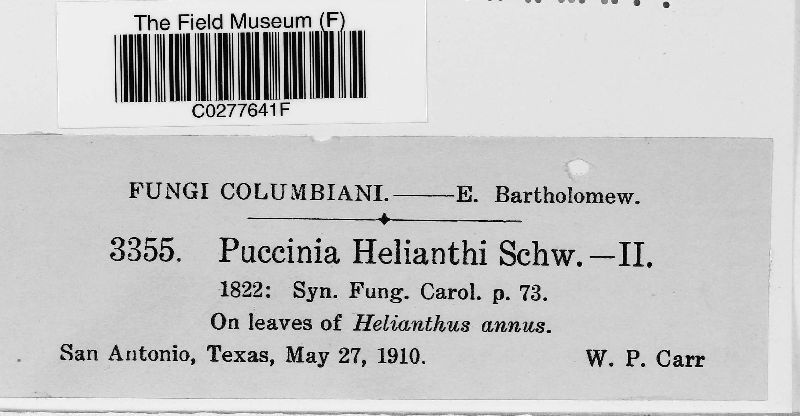 The Field Museum (F)
C0277641F
FUNGI COLUMBIANI.——E. Bartholomew.
3355. Puccinia Helianthi Schw.—II.
1822: Syn. Fung. Carol. p. 73.
On leaves of Helianthus annus.
San Antonio, Texas, May 27, 1910. W. P. Carr